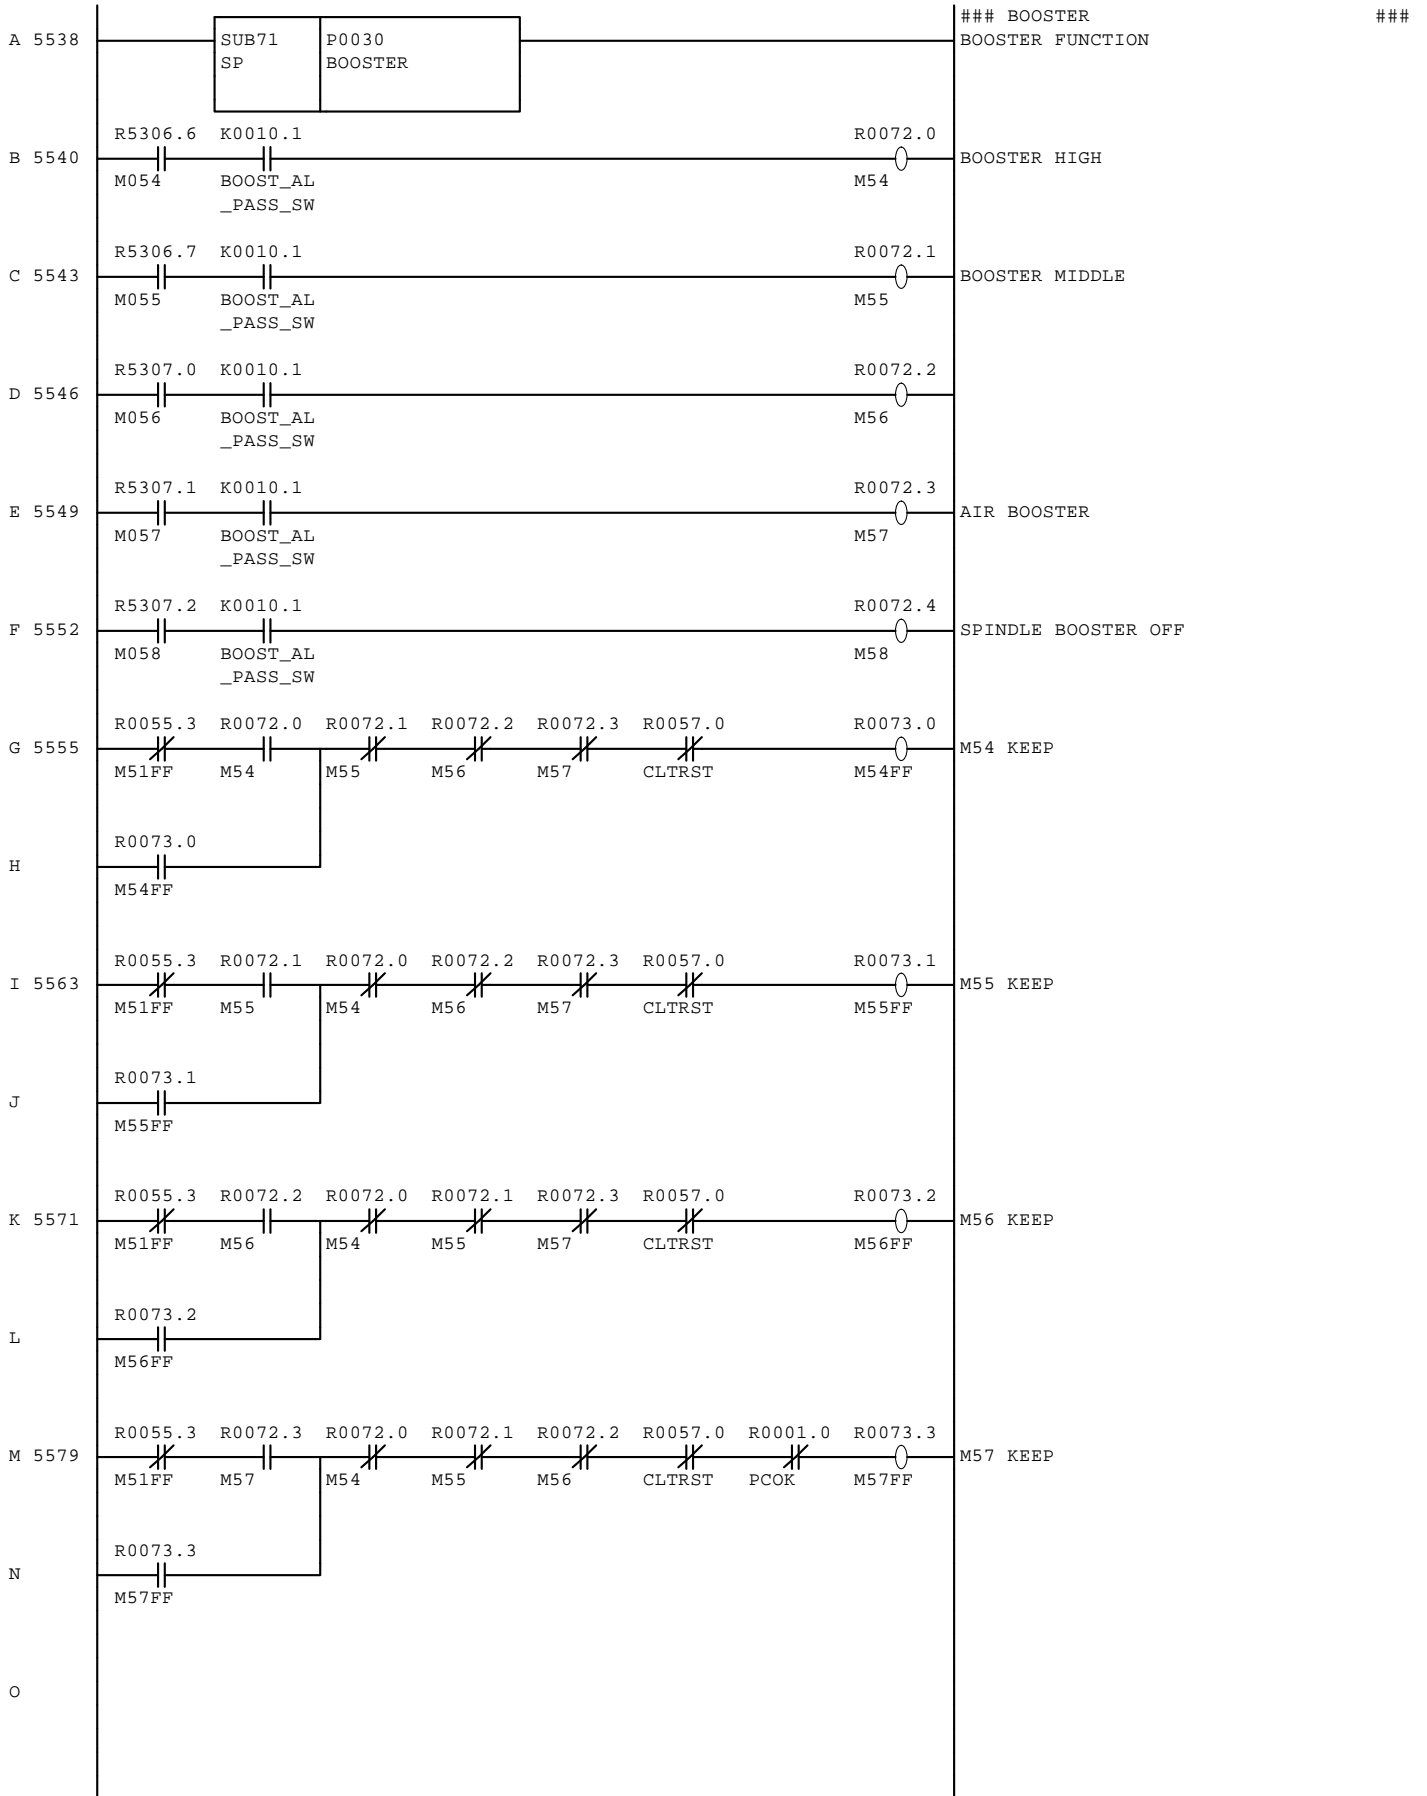 ### BOOSTER ###
A 5538 SUB71 P0030 BOOSTER FUNCTION
SP BOOSTER
R5306.6 K0010.1 R0072.0
B 5540 BOOSTER HIGH
M054 BOOST_AL M54
_PASS_SW
R5306.7 K0010.1 R0072.1
C 5543 BOOSTER MIDDLE
M055 BOOST_AL M55
_PASS_SW
R5307.0 K0010.1 R0072.2
D 5546
M056 BOOST_AL M56
_PASS_SW
R5307.1 K0010.1 R0072.3
E 5549 AIR BOOSTER
M057 BOOST_AL M57
_PASS_SW
R5307.2 K0010.1 R0072.4
F 5552 SPINDLE BOOSTER OFF
M058 BOOST_AL M58
_PASS_SW
R0055.3 R0072.0 R0072.1 R0072.2 R0072.3 R0057.0 R0073.0
G 5555 M54 KEEP
M51FF M54 M55 M56 M57 CLTRST M54FF
R0073.0
H
M54FF
R0055.3 R0072.1 R0072.0 R0072.2 R0072.3 R0057.0 R0073.1
I 5563 M55 KEEP
M51FF M55 M54 M56 M57 CLTRST M55FF
R0073.1
J
M55FF
R0055.3 R0072.2 R0072.0 R0072.1 R0072.3 R0057.0 R0073.2
K 5571 M56 KEEP
M51FF M56 M54 M55 M57 CLTRST M56FF
R0073.2
L
M56FF
R0055.3 R0072.3 R0072.0 R0072.1 R0072.2 R0057.0 R0001.0 R0073.3
M 5579 M57 KEEP
M51FF M57 M54 M55 M56 CLTRST PCOK M57FF
R0073.3
N
M57FF
O